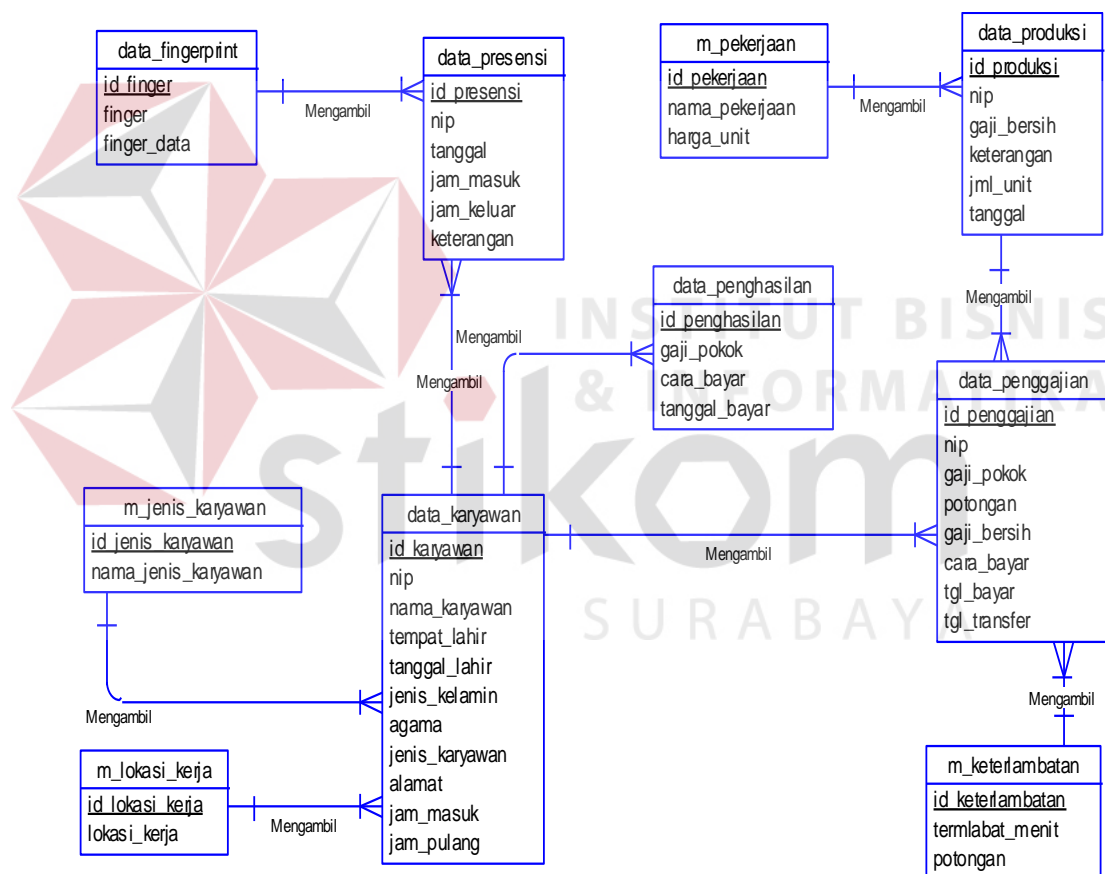 data_fingerprint
id_finger
finger
finger_data
Mengambil
data_presensi
id_presensi
nip
tanggal
jam_masuk
jam_keluar
keterangan
m_pekerjaan
id_pekerjaan
nama_pekerjaan
harga_unit
Mengambil
data_produksi
id_produksi
nip
gaji_bersih
keterangan
jml_unit
tanggal
Mengambil
Mengambil
Mengambil
data_penghasilan
id_penghasilan
gaji_pokok
cara_bayar
tanggal_bayar
INSTITUT BISNIS
& INFORMATIKA
stikom
SURABAYA
data_penggajian
id_penggajian
nip
gaji_pokok
potongan
gaji_bersih
cara_bayar
tgl_bayar
tgl_transfer
m_jenis_karyawan
id_jenis_karyawan
nama_jenis_karyawan
Mengambil
data_karyawan
id_karyawan
nip
nama_karyawan
tempat_lahir
tanggal_lahir
jenis_kelamin
agama
jenis_karyawan
alamat
jam_masuk
jam_pulang
Mengambil
m_lokasi_kerja
id_lokasi_kerja
lokasi_kerja
Mengambil
Mengambil
m_keterlambatan
id_keterlambatan
termlabat_menit
potongan